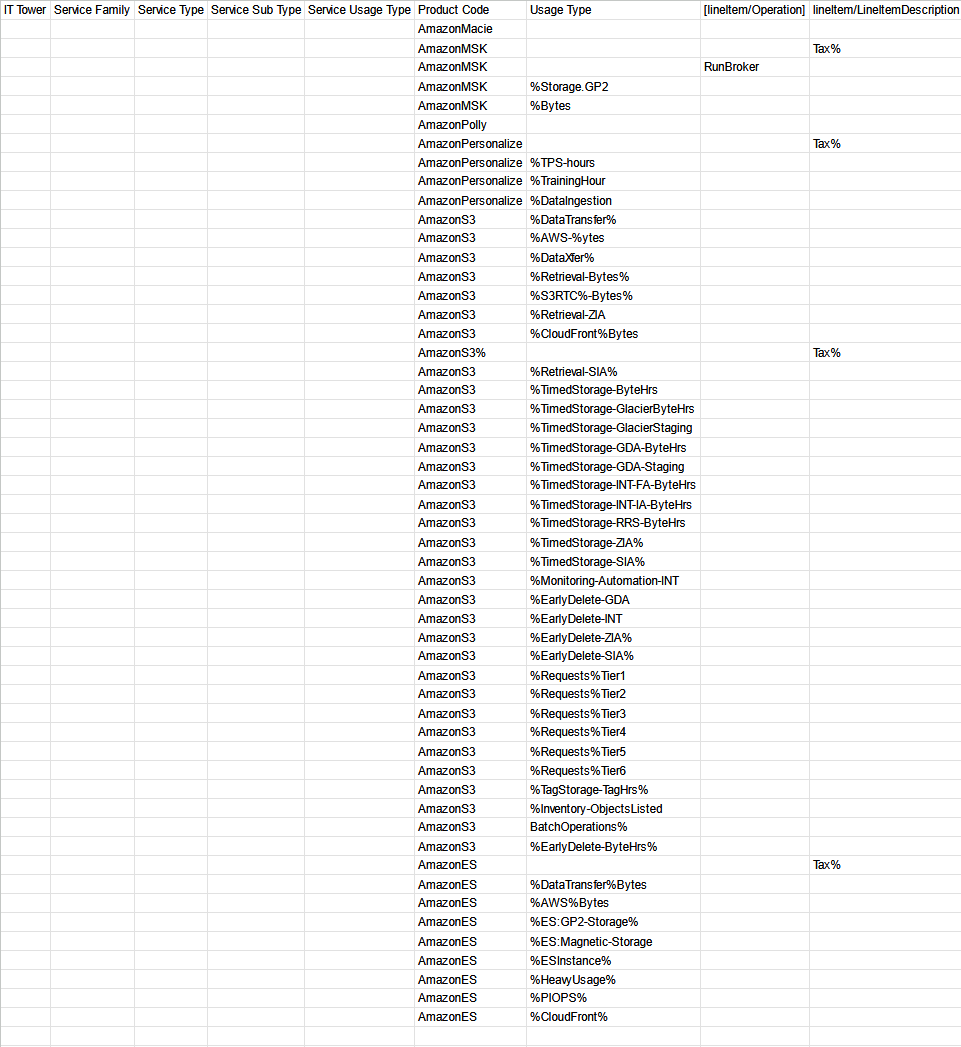 IT Tower Service Family Service Type Service Sub Type Service Usage Type Product Code Usage Type [lineItem/Operation] lineItem/LineItemDescription
AmazonMacie
AmazonMSK Tax%
AmazonMSK RunBroker
AmazonMSK %Storage.GP2
AmazonMSK %Bytes
AmazonPolly
AmazonPersonalize Tax%
AmazonPersonalize %TPS-hours
AmazonPersonalize %TrainingHour
AmazonPersonalize %DataIngestion
AmazonS3 %DataTransfer%
AmazonS3 %AWS-%ytes
AmazonS3 %DataXfer%
AmazonS3 %Retrieval-Bytes%
AmazonS3 %S3RTC%-Bytes%
AmazonS3 %Retrieval-ZIA
AmazonS3 %CloudFront%Bytes
AmazonS3% Tax%
AmazonS3 %Retrieval-SIA%
AmazonS3 %TimedStorage-ByteHrs
AmazonS3 %TimedStorage-GlacierByteHrs
AmazonS3 %TimedStorage-GlacierStaging
AmazonS3 %TimedStorage-GDA-ByteHrs
AmazonS3 %TimedStorage-GDA-Staging
AmazonS3 %TimedStorage-INT-FA-ByteHrs
AmazonS3 %TimedStorage-INT-IA-ByteHrs
AmazonS3 %TimedStorage-RRS-ByteHrs
AmazonS3 %TimedStorage-ZIA%
AmazonS3 %TimedStorage-SIA%
AmazonS3 %Monitoring-Automation-INT
AmazonS3 %EarlyDelete-GDA
AmazonS3 %EarlyDelete-INT
AmazonS3 %EarlyDelete-ZIA%
AmazonS3 %EarlyDelete-SIA%
AmazonS3 %Requests%Tier1
AmazonS3 %Requests%Tier2
AmazonS3 %Requests%Tier3
AmazonS3 %Requests%Tier4
AmazonS3 %Requests%Tier5
AmazonS3 %Requests%Tier6
AmazonS3 %TagStorage-TagHrs%
AmazonS3 %Inventory-ObjectsListed
AmazonS3 BatchOperations%
AmazonS3 %EarlyDelete-ByteHrs%
AmazonES Tax%
AmazonES %DataTransfer%Bytes
AmazonES %AWS%Bytes
AmazonES %ES:GP2-Storage%
AmazonES %ES:Magnetic-Storage
AmazonES %ESInstance%
AmazonES %HeavyUsage%
AmazonES %PIOPS%
AmazonES %CloudFront%